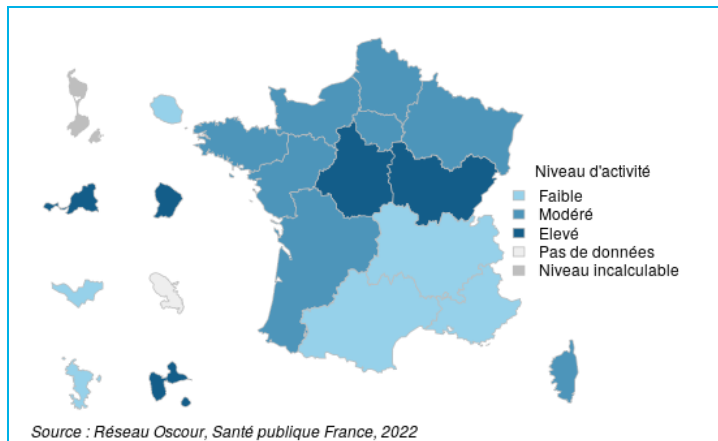 Niveau d'activité
Faible
Modéré
Elevé
Pas de données
Niveau incalculable
Source : Réseau Oscour, Santé publique France, 2022